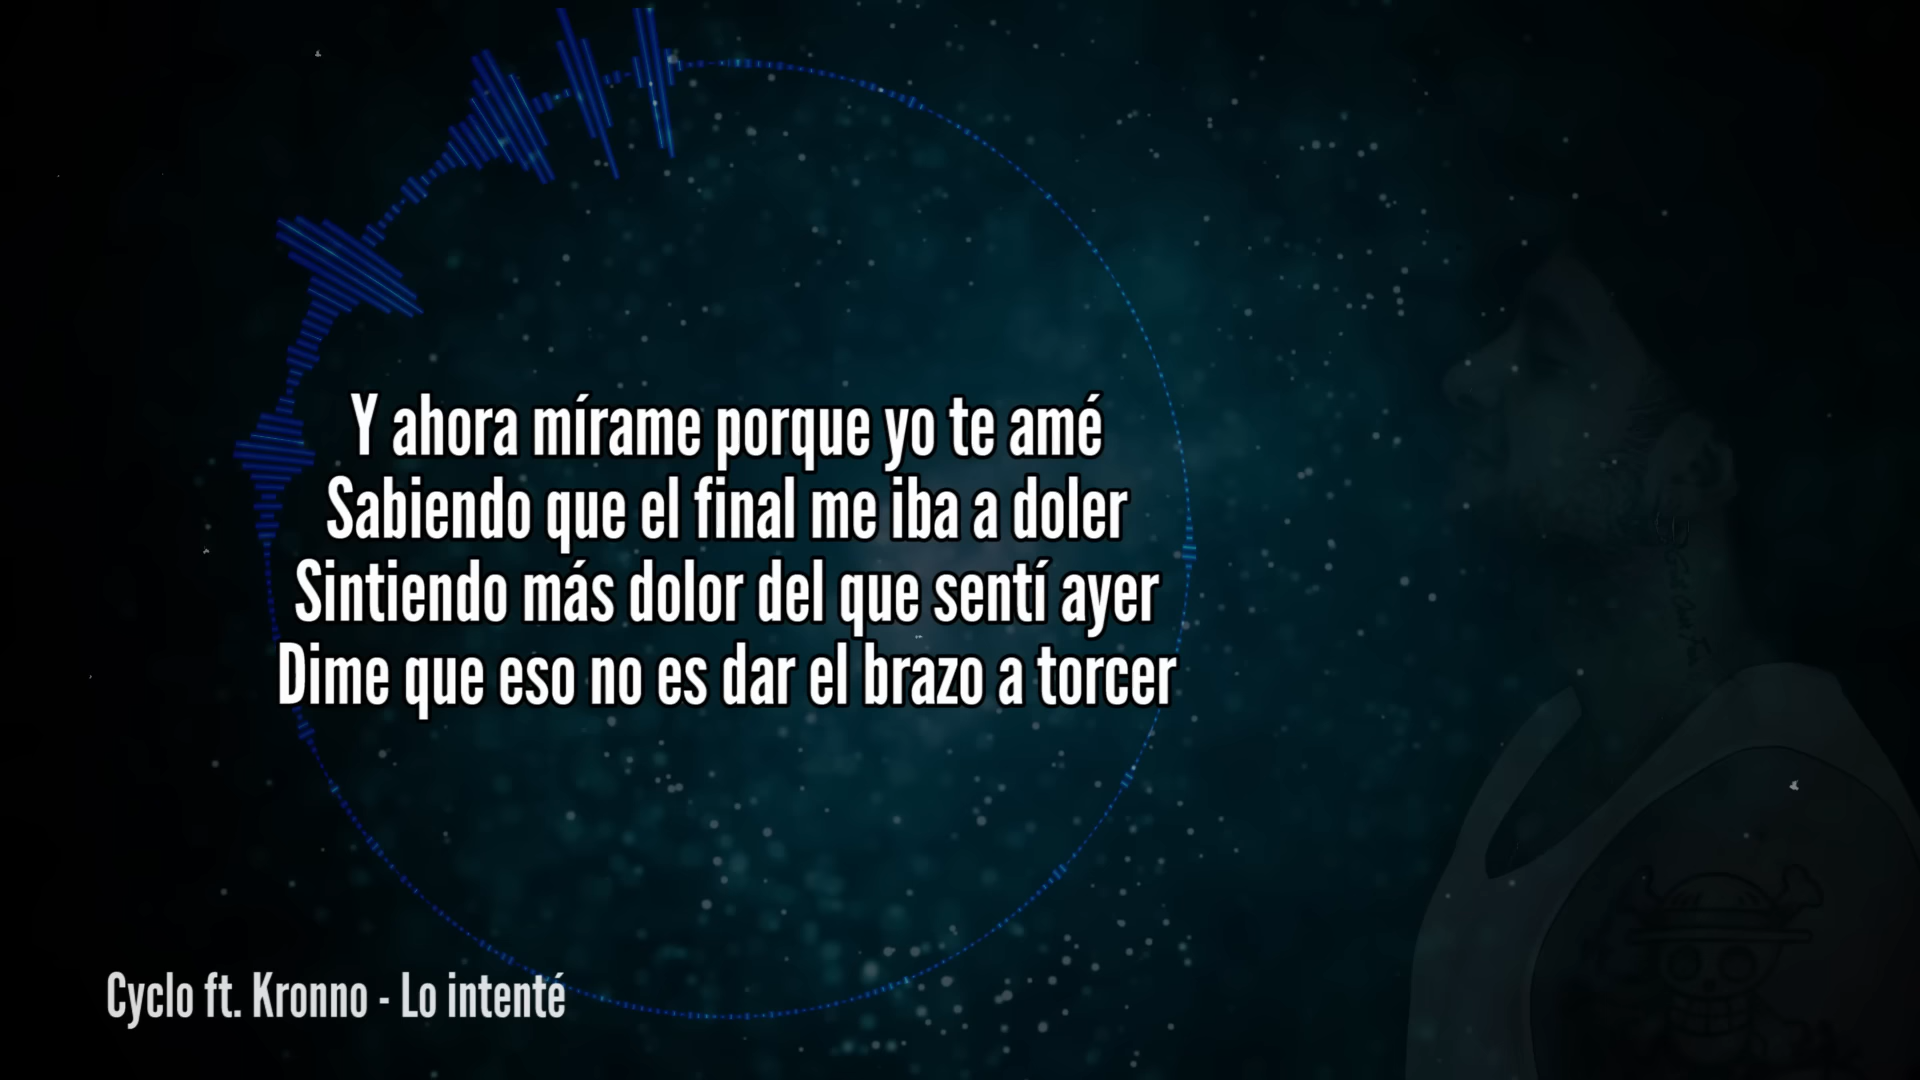 Y ahora mírame porque yo te amé
Sabiendo que el final me iba a doler
Sintiendo más dolor del que sentí ayer
Dime que eso no es dar el brazo a torcer
Cyclo ft. Kronno - Lo intenté